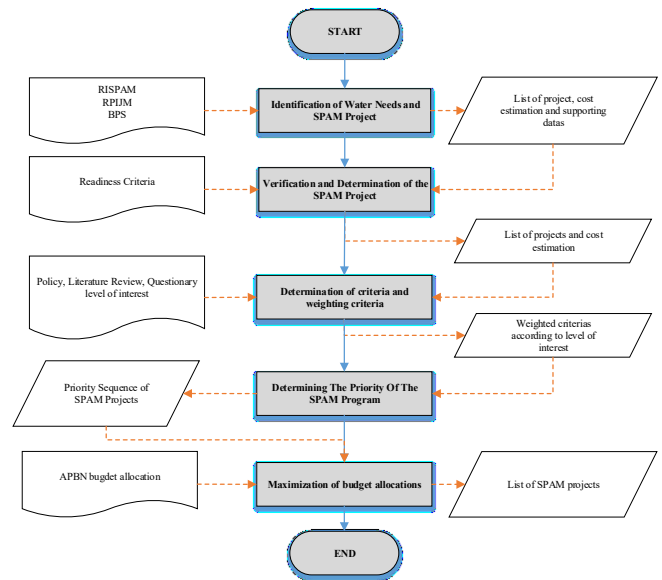 START
RISPAM
RPIJM
BPS
Identification of Water Needs and
SPAM Project
List of project, cost
estimation and supporting
datas
Readiness Criteria
Verification and Determination of the
SPAM Project
List of projects and cost
estimation
Policy, Literature Review, Questionary
level of interest
Determination of criteria and
weighting criteria
Weighted criterias
according to level of
interest
Priority Sequence of
SPAM Projects
Determining The Priority Of The
SPAM Program
APBN bugdet allocation
Maximization of budget allocations
List of SPAM projects
END